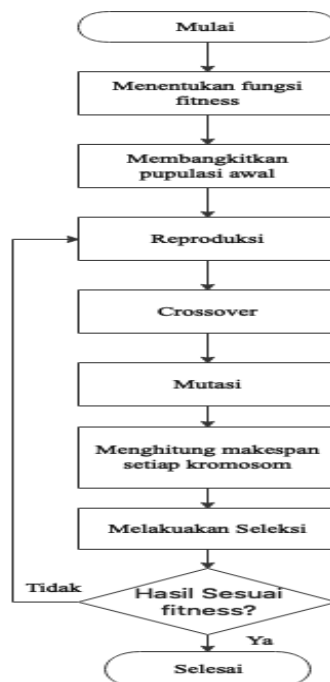 Mulai
Menentukan fungsi
fitness
Membangkitkan
pupulasi awal
Reproduksi
Crossover
Mutasi
Menghitung makespan
setiap kromosom
Melakuakan Seleksi
Tidak
Hasil Sesuai
fitness?
Ya
Selesai